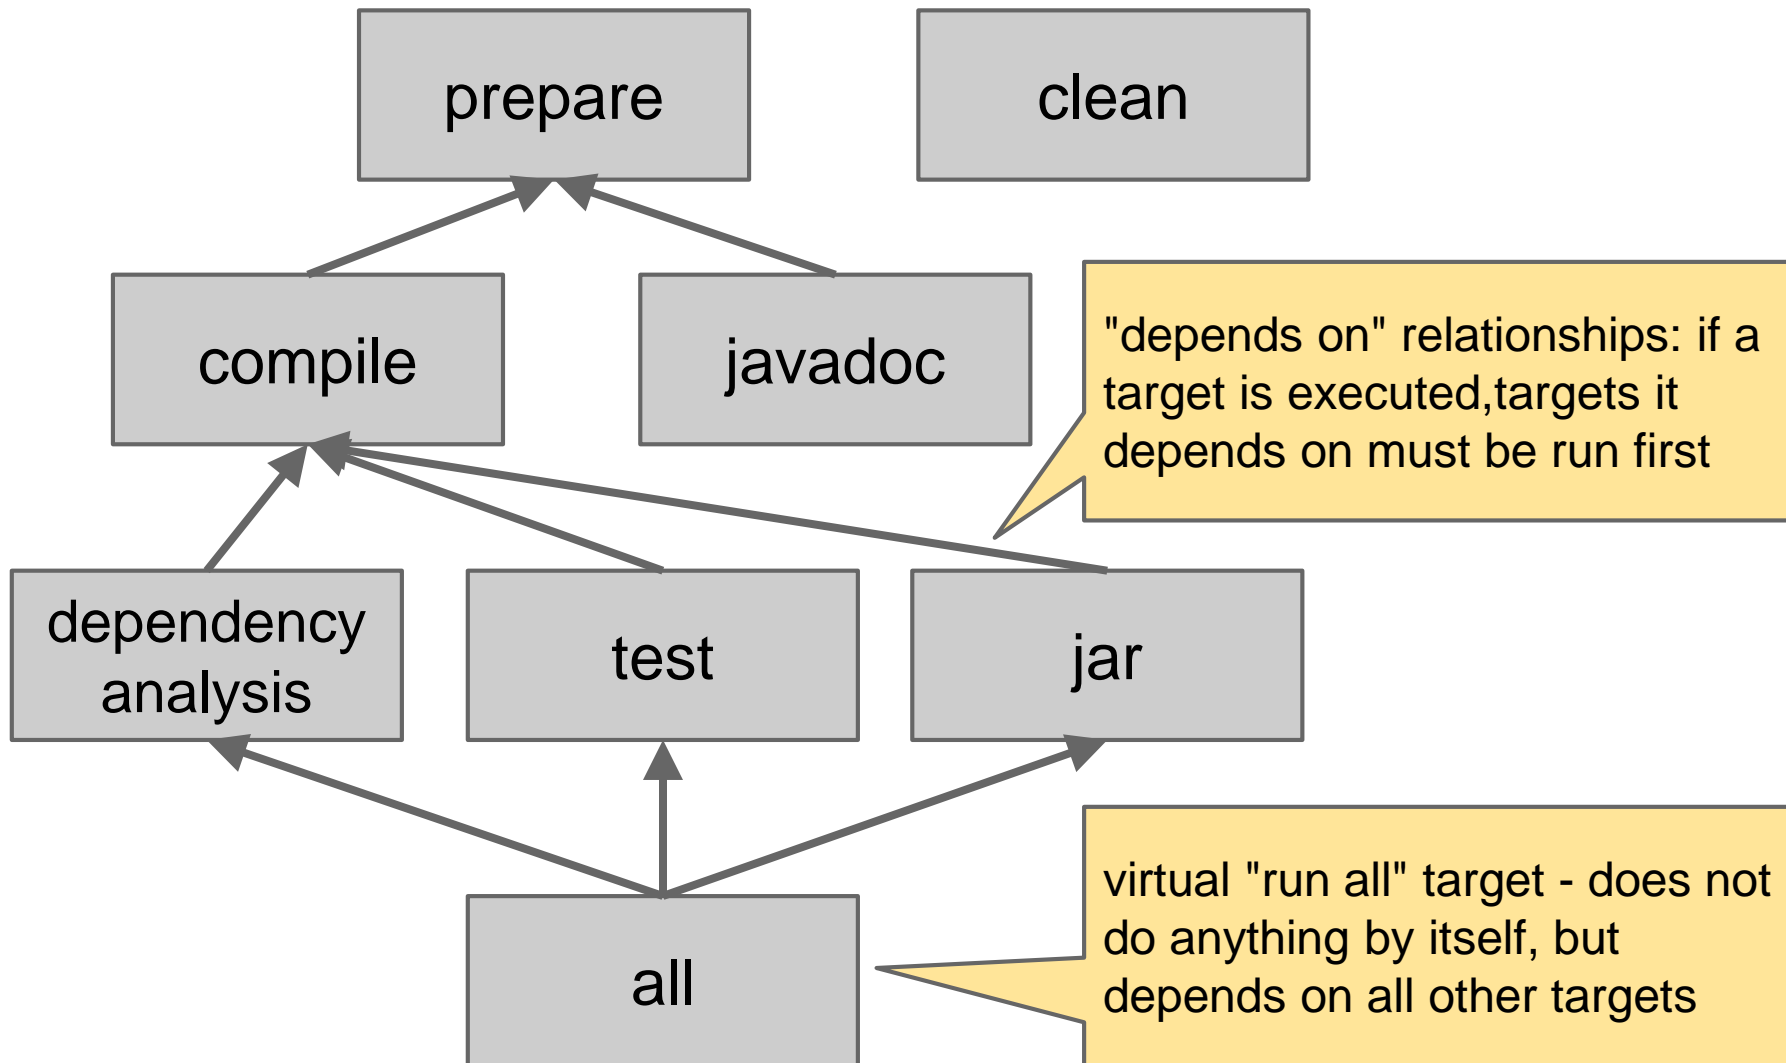 prepare
clean
compile
javadoc
"depends on" relationships: if a
target is executed,targets it
depends on must be run first
dependency
analysis
test
jar
virtual "run all" target - does not
do anything by itself, but
depends on all other targets
all